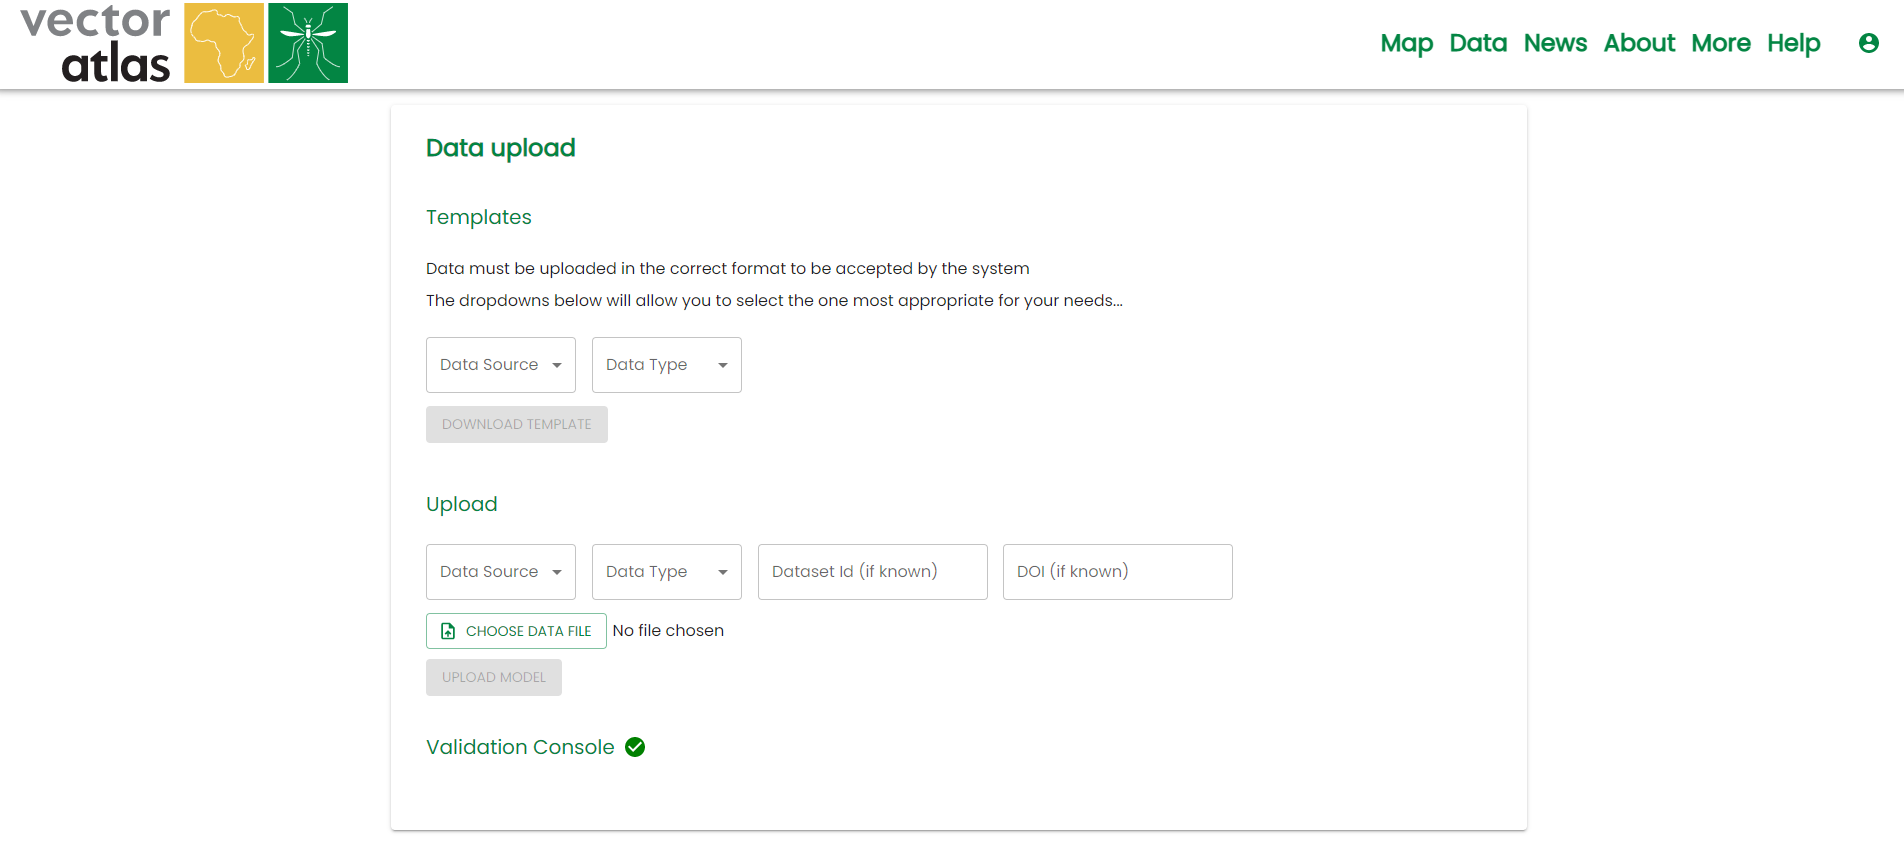 vector
atlas
Map Data News About More Help
Data upload
Templates
Data must be uploaded in the correct format to be accepted by the system
The dropdowns below will allow you to select the one most appropriate for your needs...
Data Source Data Type
DOWNLOAD TEMPLATE
Upload
Data Source Data Type Dataset Id (if known) DOI (if known)
CHOOSE DATA FILE No file chosen
UPLOAD MODEL
Validation Console